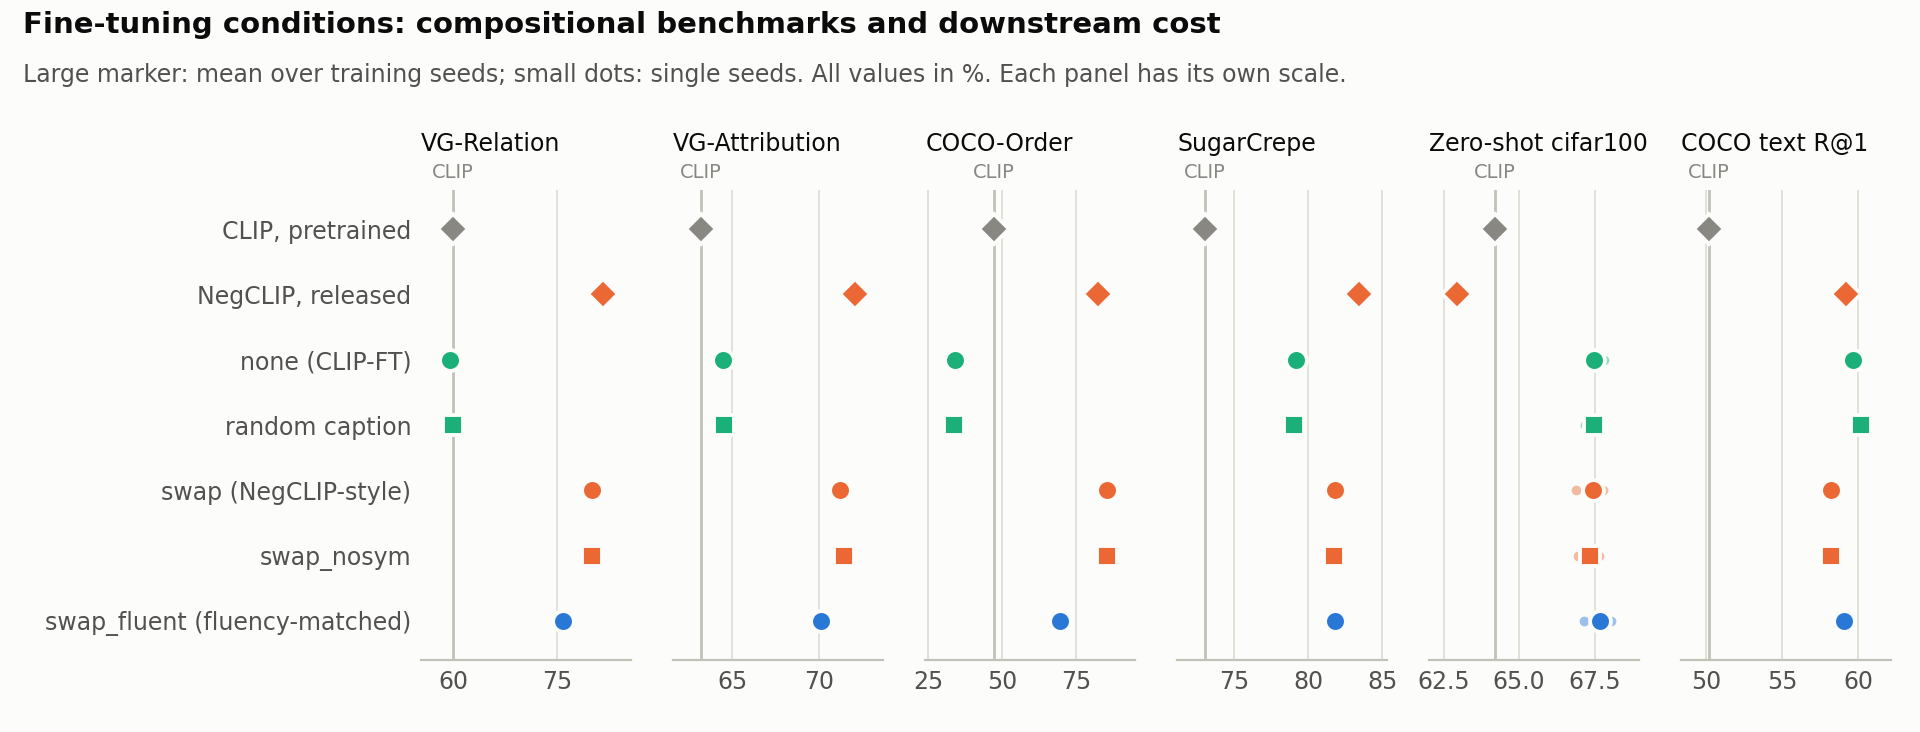 Fine-tuning conditions: compositional benchmarks and downstream cost
Large marker: mean over training seeds; small dots: single seeds. All values in %. Each panel has its own scale.
VG-Relation VG-Attribution COCO-Order SugarCrepe Zero-shot cifar100 COCO text R@1
CLIP CLIP CLIP CLIP CLIP CLIP
CLIP, pretrained
NegCLIP, released
none (CLIP-FT)
random caption
swap (NegCLIP-style)
swap_nosym
swap_fluent (fluency-matched)
60 75 65 70 25 50 75 75 80 85 62.5 65.0 67.5 50 55 60